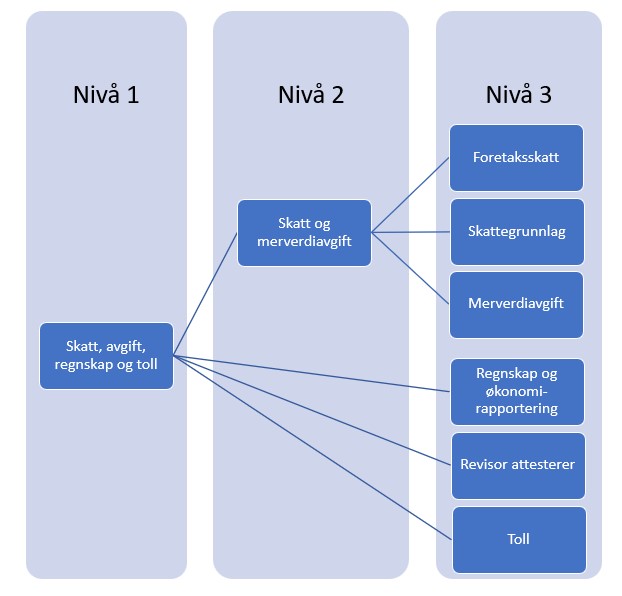 Nivå 1
Nivå 2
Nivå 3
Skatt, avgift,
regnskap og toll
Skatt og
merverdiavgift
Foretaksskatt
Skattegrunnlag
Merverdiavgift
Regnskap og
økonomi-
rapportering
Revisor attesterer
Toll